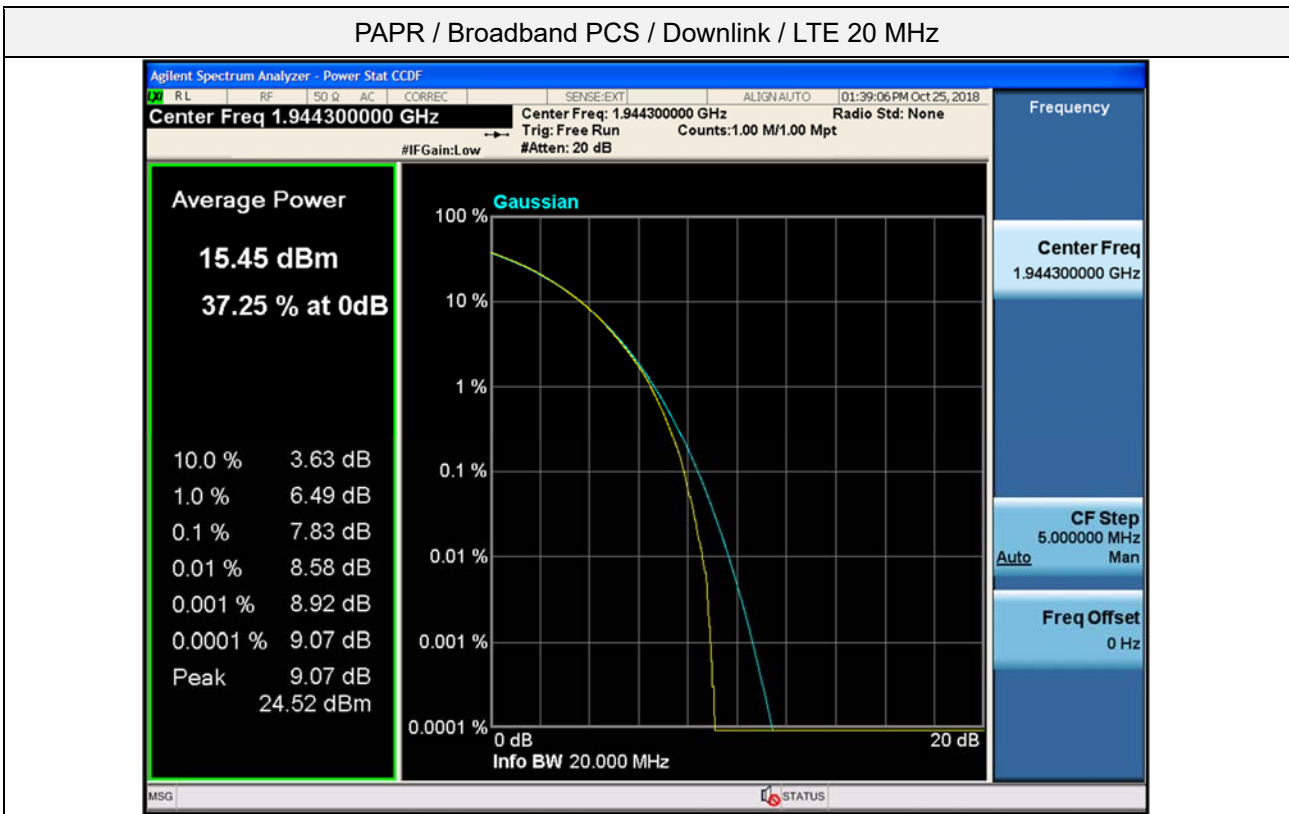 PAPR / Broadband PCS / Downlink / LTE 20 MHz
Agilent Spectrum Analyzer - Power Stat CCDF
LXI RL RF 50 Ω AC CORREC SENSE:EXT ALIGN AUTO 01:39:06 PM Oct 25, 2018
Center Freq 1.944300000 GHz
Center Freq: 1.944300000 GHz Radio Std: None
Trig: Free Run Counts:1.00 M/1.00 Mpt
#IFGain:Low #Atten: 20 dB
Average Power
15.45 dBm
37.25 % at 0dB
10.0 % 3.63 dB
1.0 % 6.49 dB
0.1 % 7.83 dB
0.01 % 8.58 dB
0.001 % 8.92 dB
0.0001 % 9.07 dB
Peak 9.07 dB
24.52 dBm
Gaussian
100 %
10 %
1 %
0.1 %
0.01 %
0.001 %
0.0001 %
0 dB 20 dB
Info BW 20.000 MHz
Frequency
Center Freq
1.944300000 GHz
CF Step
5.000000 MHz
Auto Man
Freq Offset
0 Hz
MSG STATUS